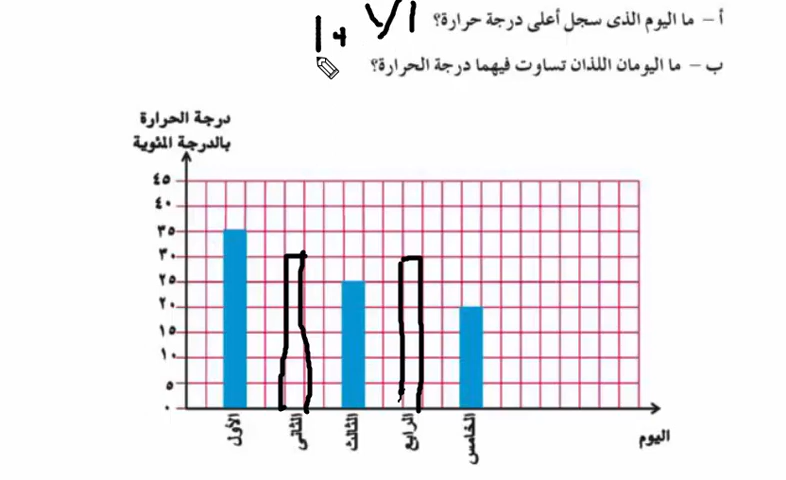 أ – ما اليوم الذى سجل أعلى درجة حرارة؟
ب – ما اليومان اللذان تساوت فيهما درجة الحرارة؟
درجة الحرارة
بالدرجة المئوية
٤٥
٤٠
٣٥
٣٠
٢٥
٢٠
١٥
١٠
٥
٠
الأول
الثانى
الثالث
الرابع
الخامس
اليوم